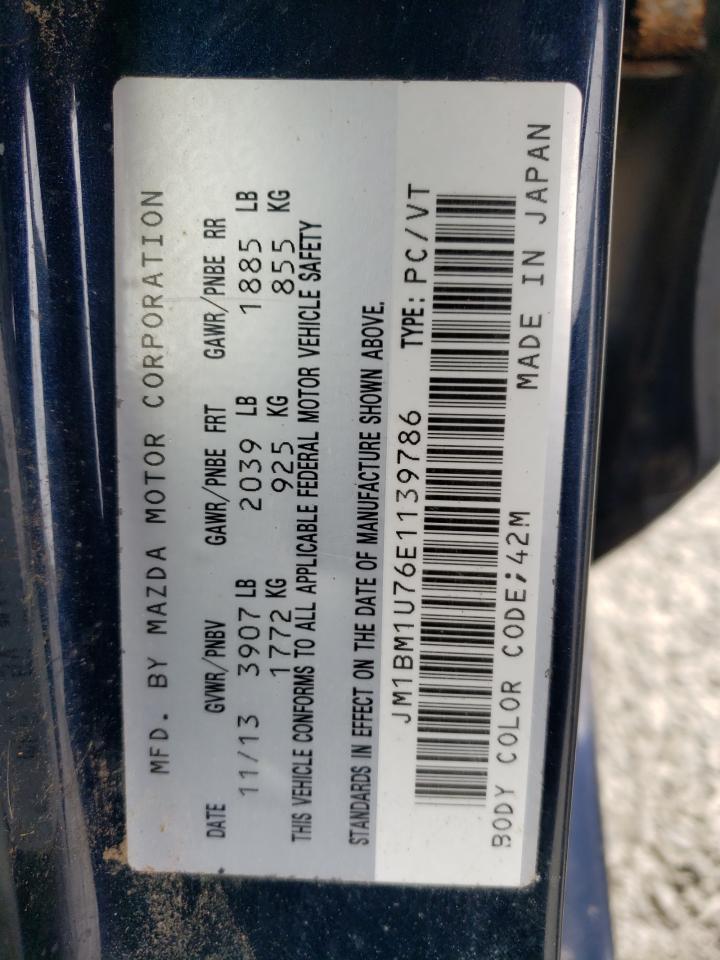 MFD. BY MAZDA MOTOR CORPORATION
DATE GVWR/PNBV GAWR/PNBE FRT GAWR/PNBE RR
11/13 3907 LB 2039 LB 1885 LB
1772 KG 925 KG 855 KG
THIS VEHICLE CONFORMS TO ALL APPLICABLE FEDERAL MOTOR VEHICLE SAFETY
STANDARDS IN EFFECT ON THE DATE OF MANUFACTURE SHOWN ABOVE.
JM1BM1U76E1139786 TYPE: PC/VT
BODY COLOR CODE;42M MADE IN JAPAN